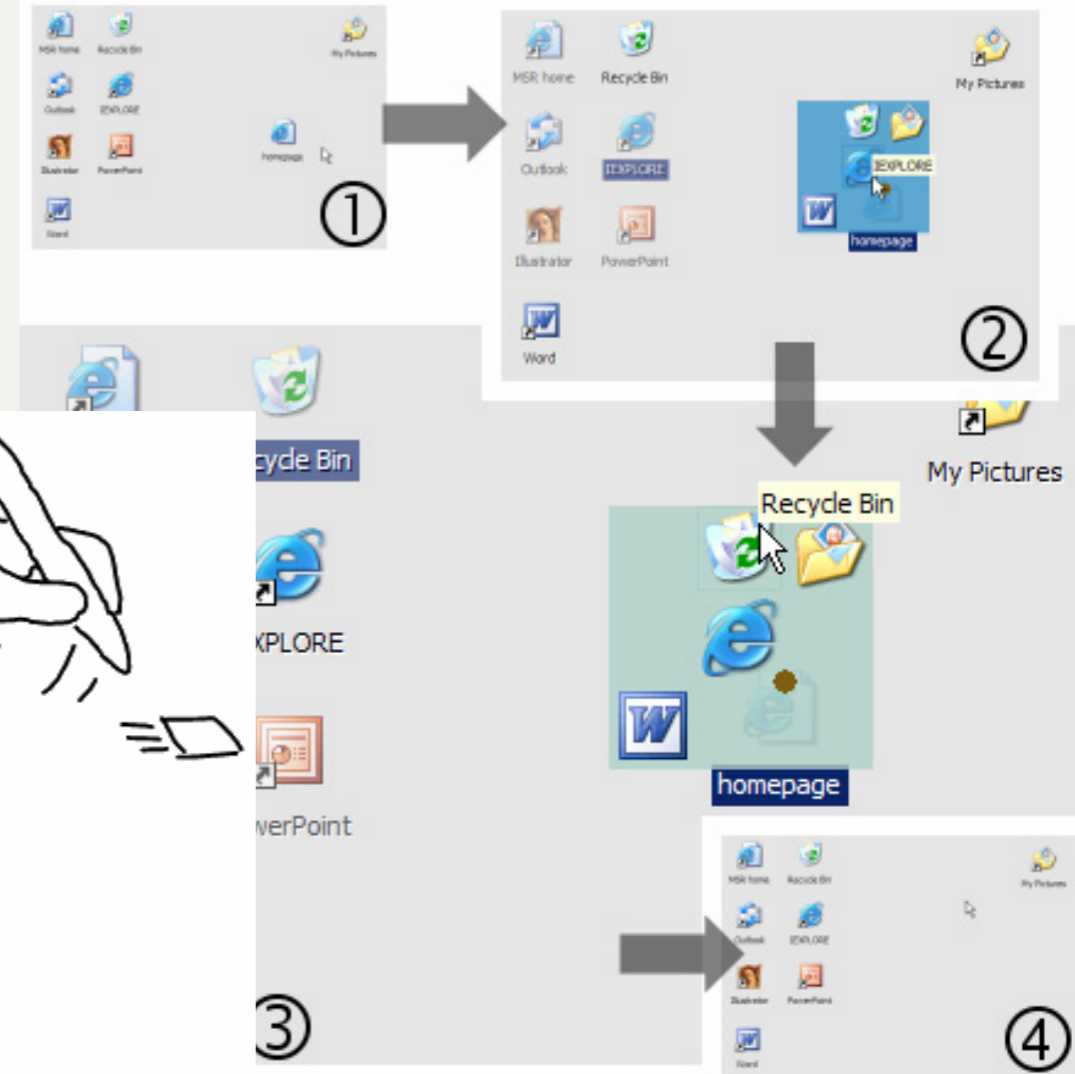 MSR home Recycle Bin My Pictures
Outlook IEXPLORE
homepage
Illustrator PowerPoint
①
Word
MSR home Recycle Bin My Pictures
IEXPLORE
Outlook IEXPLORE
homepage
Illustrator PowerPoint
②
Word
cycle Bin My Pictures
Recycle Bin
XPLORE
W
homepage
werPoint
③
MSR home Recycle Bin My Pictures
Outlook IEXPLORE
Illustrator PowerPoint
④
Word